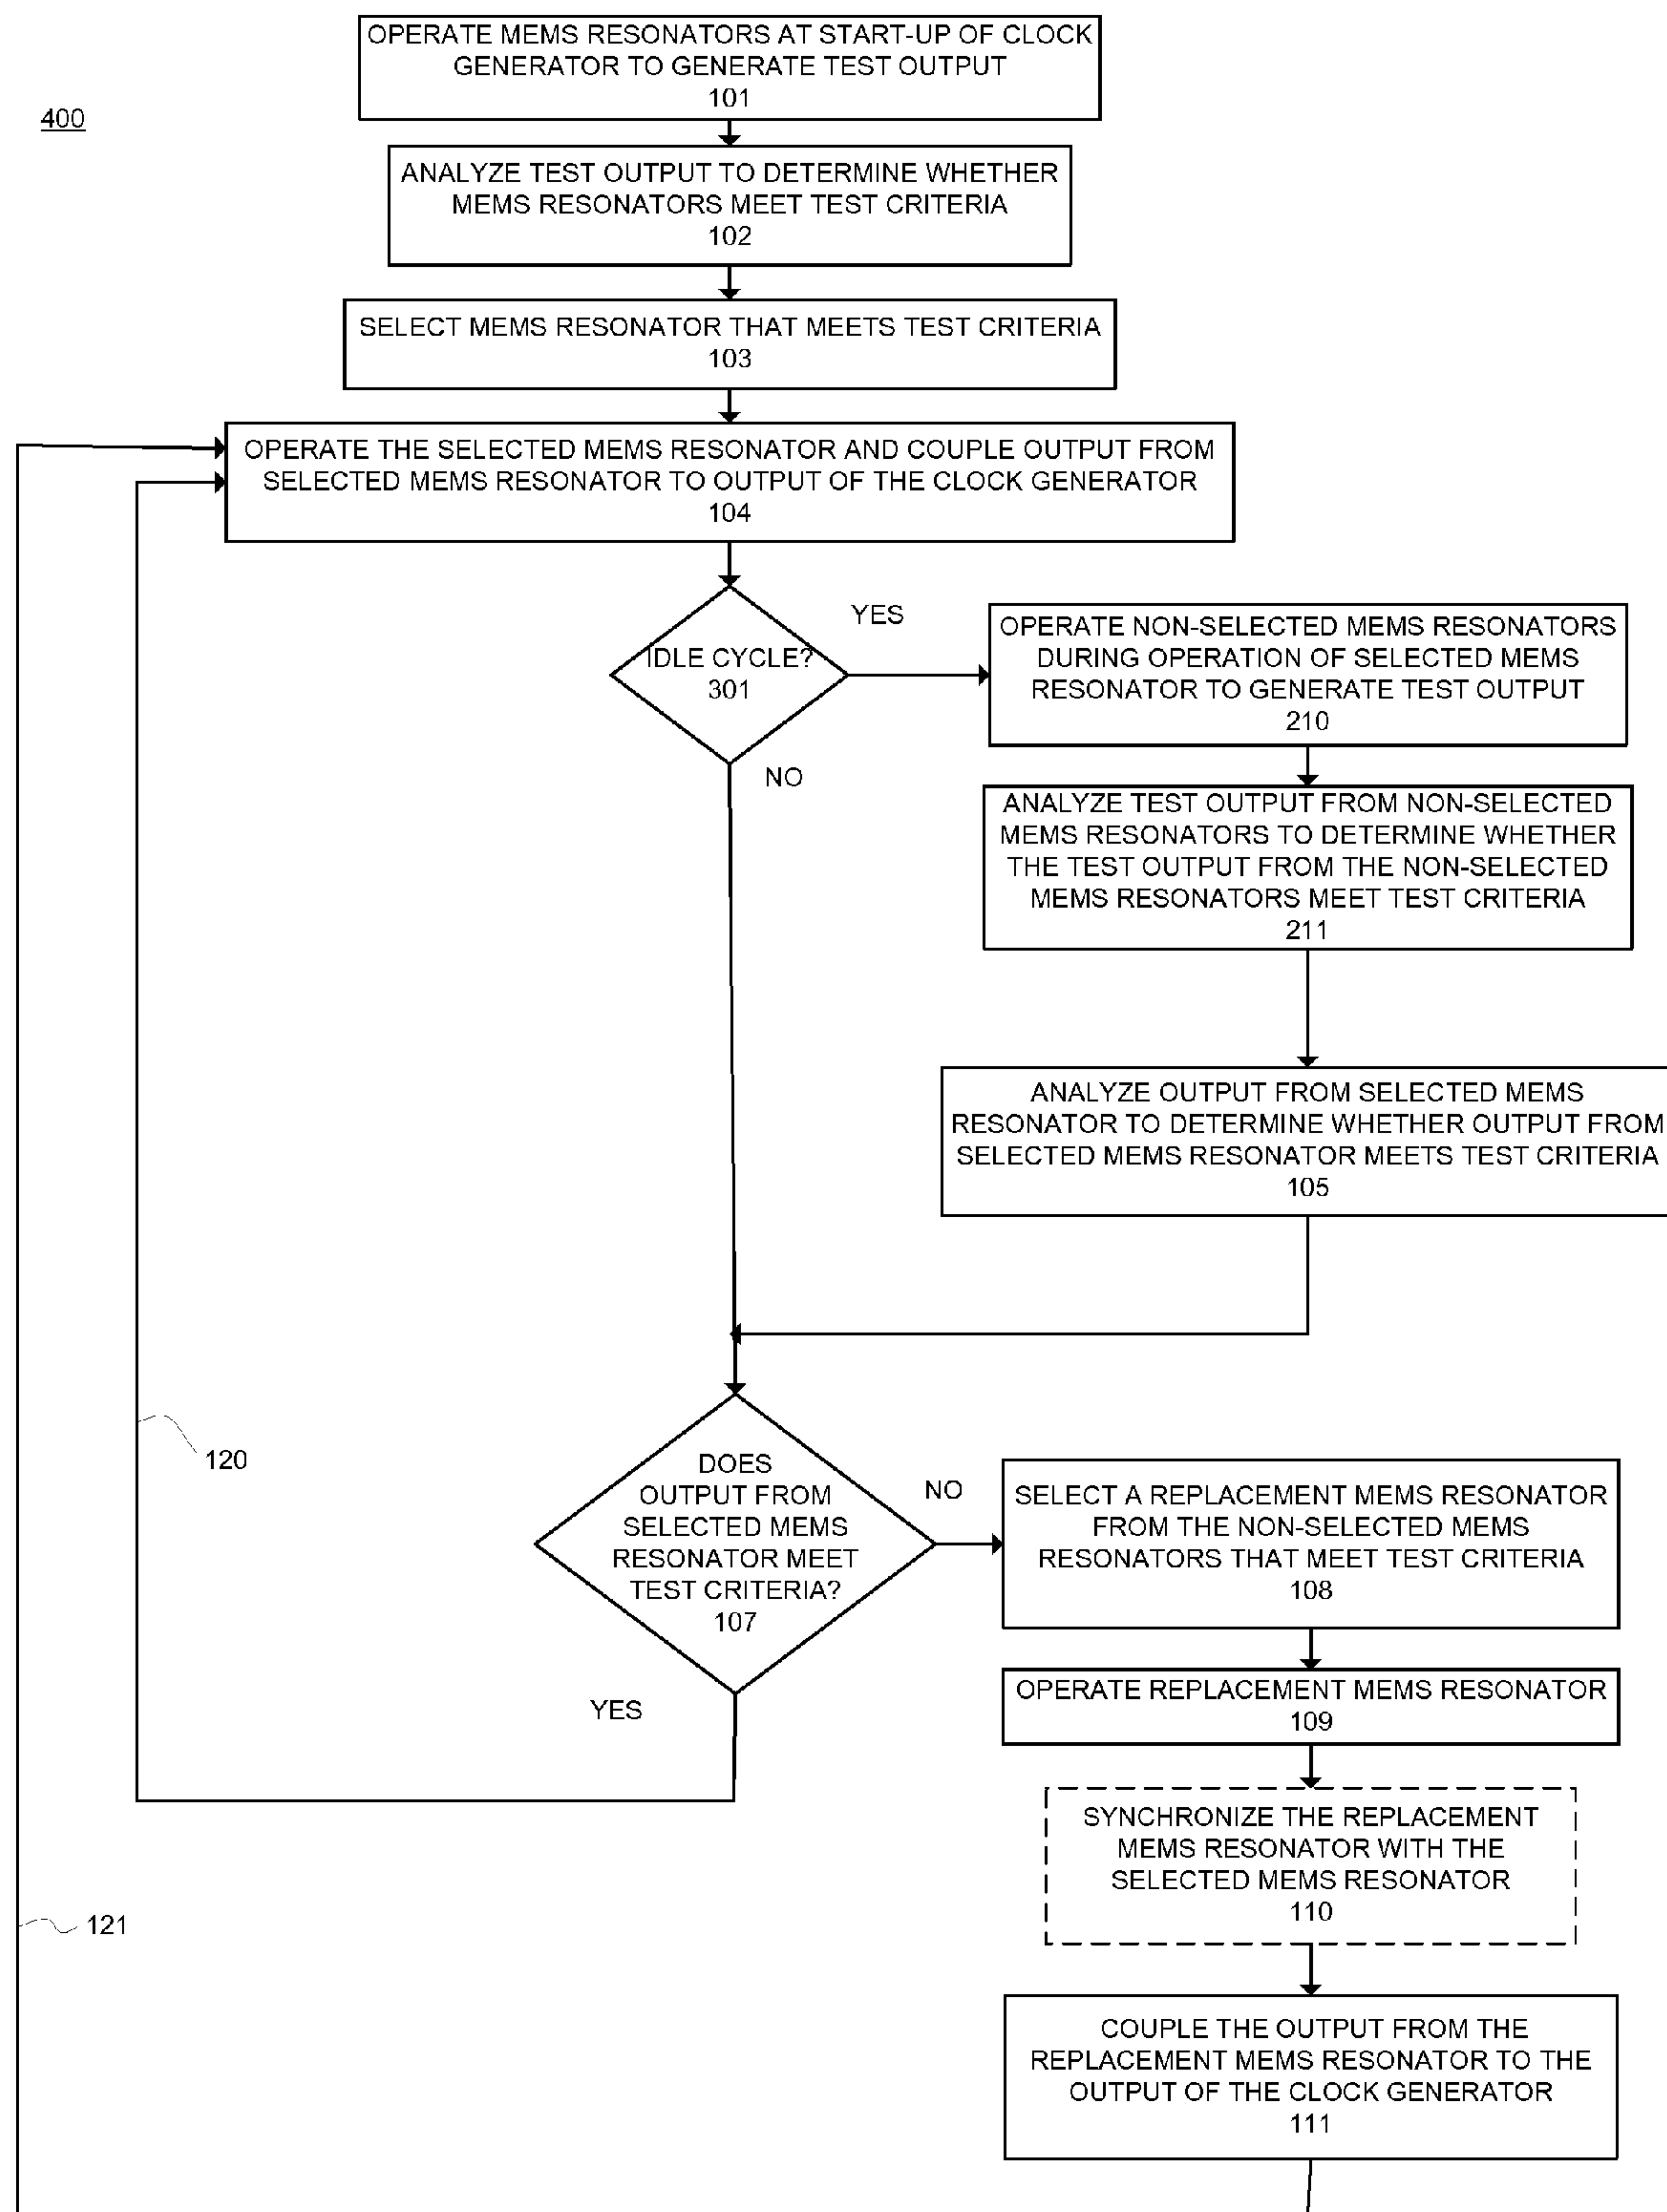 OPERATE MEMS RESONATORS AT START-UP OF CLOCK
GENERATOR TO GENERATE TEST OUTPUT
101
400
ANALYZE TEST OUTPUT TO DETERMINE WHETHER
MEMS RESONATORS MEET TEST CRITERIA
102
SELECT MEMS RESONATOR THAT MEETS TEST CRITERIA
103
OPERATE THE SELECTED MEMS RESONATOR AND COUPLE OUTPUT FROM
SELECTED MEMS RESONATOR TO OUTPUT OF THE CLOCK GENERATOR
104
IDLE CYCLE?
301
YES
NO
OPERATE NON-SELECTED MEMS RESONATORS
DURING OPERATION OF SELECTED MEMS
RESONATOR TO GENERATE TEST OUTPUT
210
ANALYZE TEST OUTPUT FROM NON-SELECTED
MEMS RESONATORS TO DETERMINE WHETHER
THE TEST OUTPUT FROM THE NON-SELECTED
MEMS RESONATORS MEET TEST CRITERIA
211
ANALYZE OUTPUT FROM SELECTED MEMS
RESONATOR TO DETERMINE WHETHER OUTPUT FROM
SELECTED MEMS RESONATOR MEETS TEST CRITERIA
105
120
DOES
OUTPUT FROM
SELECTED MEMS
RESONATOR MEET
TEST CRITERIA?
107
NO
YES
SELECT A REPLACEMENT MEMS RESONATOR
FROM THE NON-SELECTED MEMS
RESONATORS THAT MEET TEST CRITERIA
108
OPERATE REPLACEMENT MEMS RESONATOR
109
SYNCHRONIZE THE REPLACEMENT
MEMS RESONATOR WITH THE
SELECTED MEMS RESONATOR
110
121
COUPLE THE OUTPUT FROM THE
REPLACEMENT MEMS RESONATOR TO THE
OUTPUT OF THE CLOCK GENERATOR
111